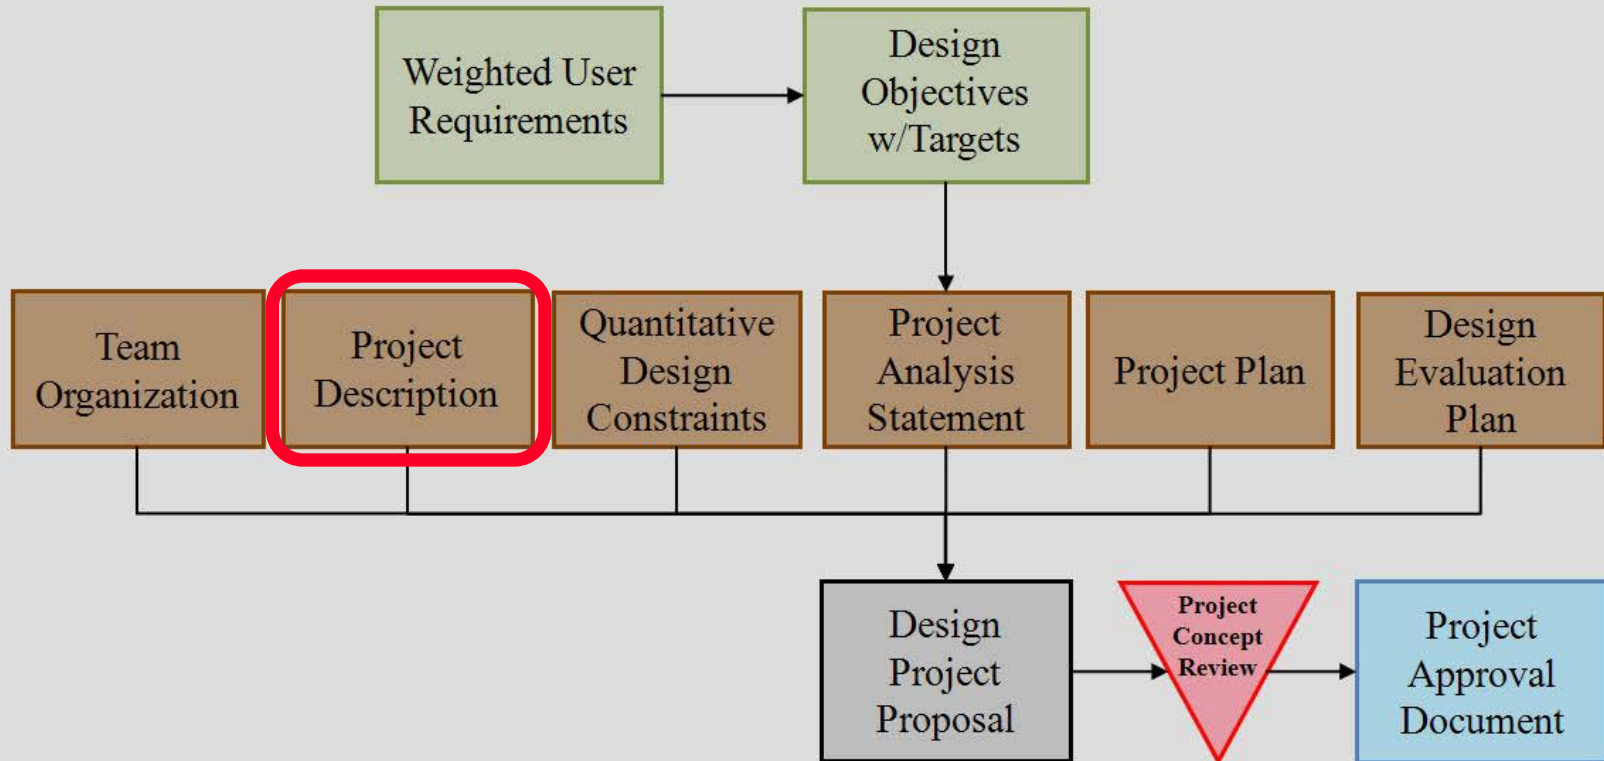 Weighted User
Requirements
Design
Objectives
w/Targets
Team
Organization
Project
Description
Quantitative
Design
Constraints
Project
Analysis
Statement
Project Plan
Design
Evaluation
Plan
Design
Project
Proposal
Project
Concept
Review
Project
Approval
Document